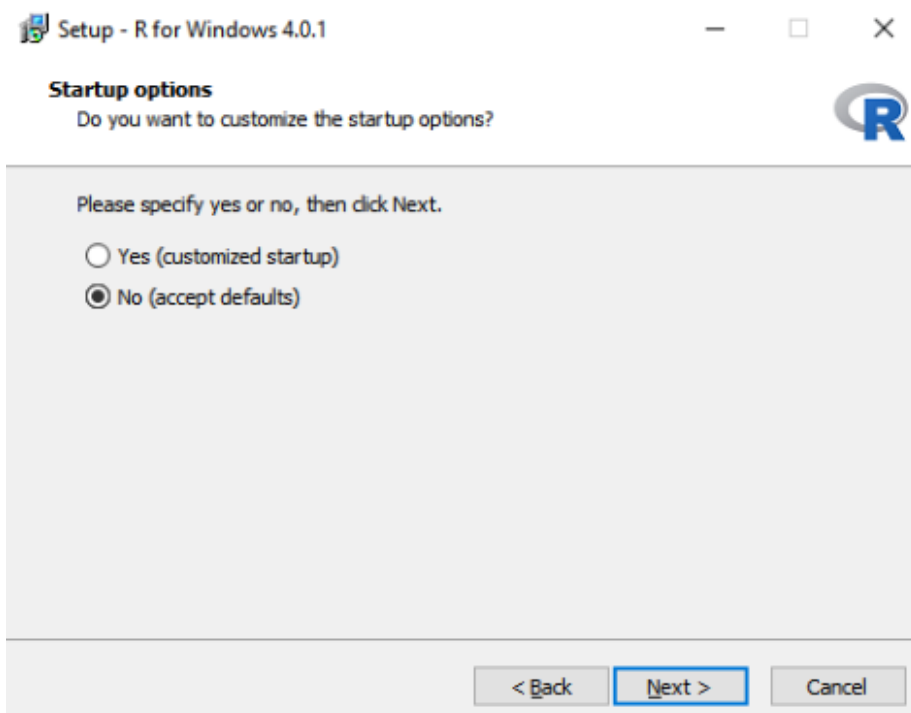 Setup - R for Windows 4.0.1
Startup options
Do you want to customize the startup options?
R
Please specify yes or no, then click Next.
Yes (customized startup)
No (accept defaults)
< Back
Next >
Cancel